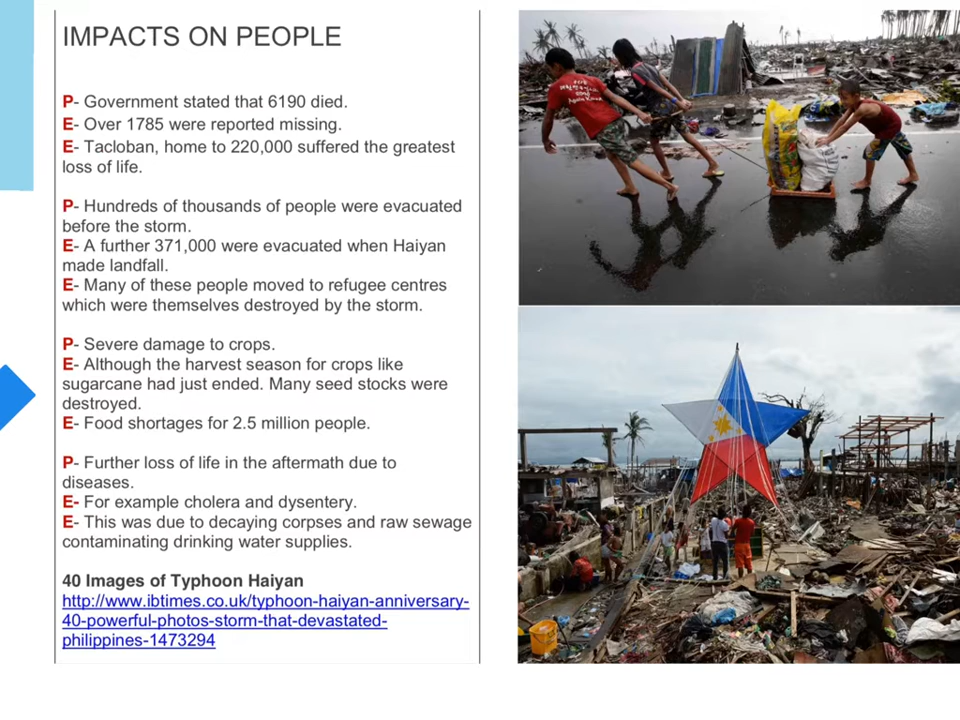 IMPACTS ON PEOPLE
P- Government stated that 6190 died.
E- Over 1785 were reported missing.
E- Tacloban, home to 220,000 suffered the greatest
loss of life.
P- Hundreds of thousands of people were evacuated
before the storm.
E- A further 371,000 were evacuated when Haiyan
made landfall.
E- Many of these people moved to refugee centres
which were themselves destroyed by the storm.
P- Severe damage to crops.
E- Although the harvest season for crops like
sugarcane had just ended. Many seed stocks were
destroyed.
E- Food shortages for 2.5 million people.
P- Further loss of life in the aftermath due to
diseases.
E- For example cholera and dysentery.
E- This was due to decaying corpses and raw sewage
contaminating drinking water supplies.
40 Images of Typhoon Haiyan
http://www.ibtimes.co.uk/typhoon-haiyan-anniversary-
40-powerful-photos-storm-that-devastated-
philippines-1473294